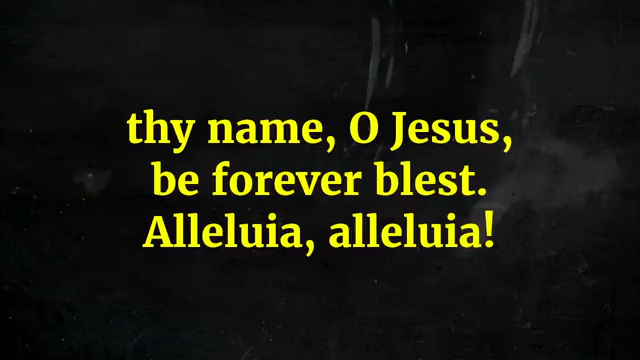 thy name, O Jesus,
be forever blest.
Alleluia, alleluia!